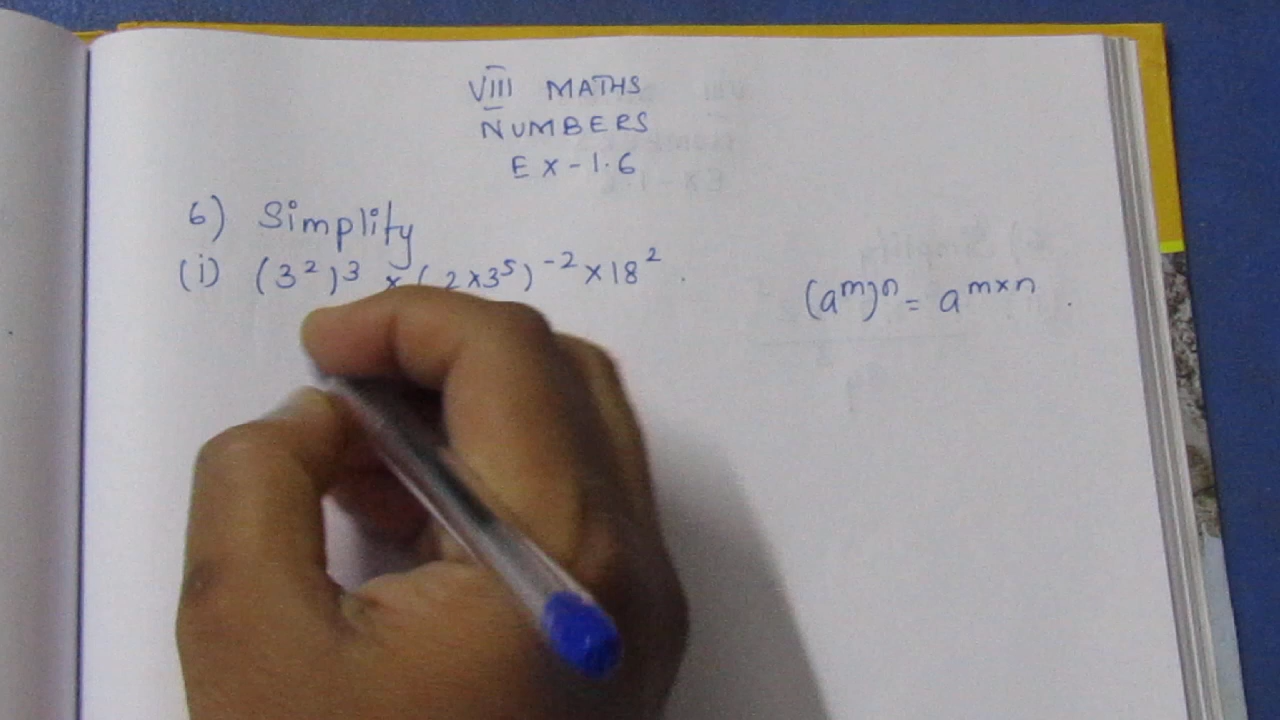 VIII MATHS
NUMBERS
EX-1.6
6) Simplify
(i) (3²)³ × (2×3⁵)⁻² × 18².
(aᵐ)ⁿ = aᵐˣⁿ.